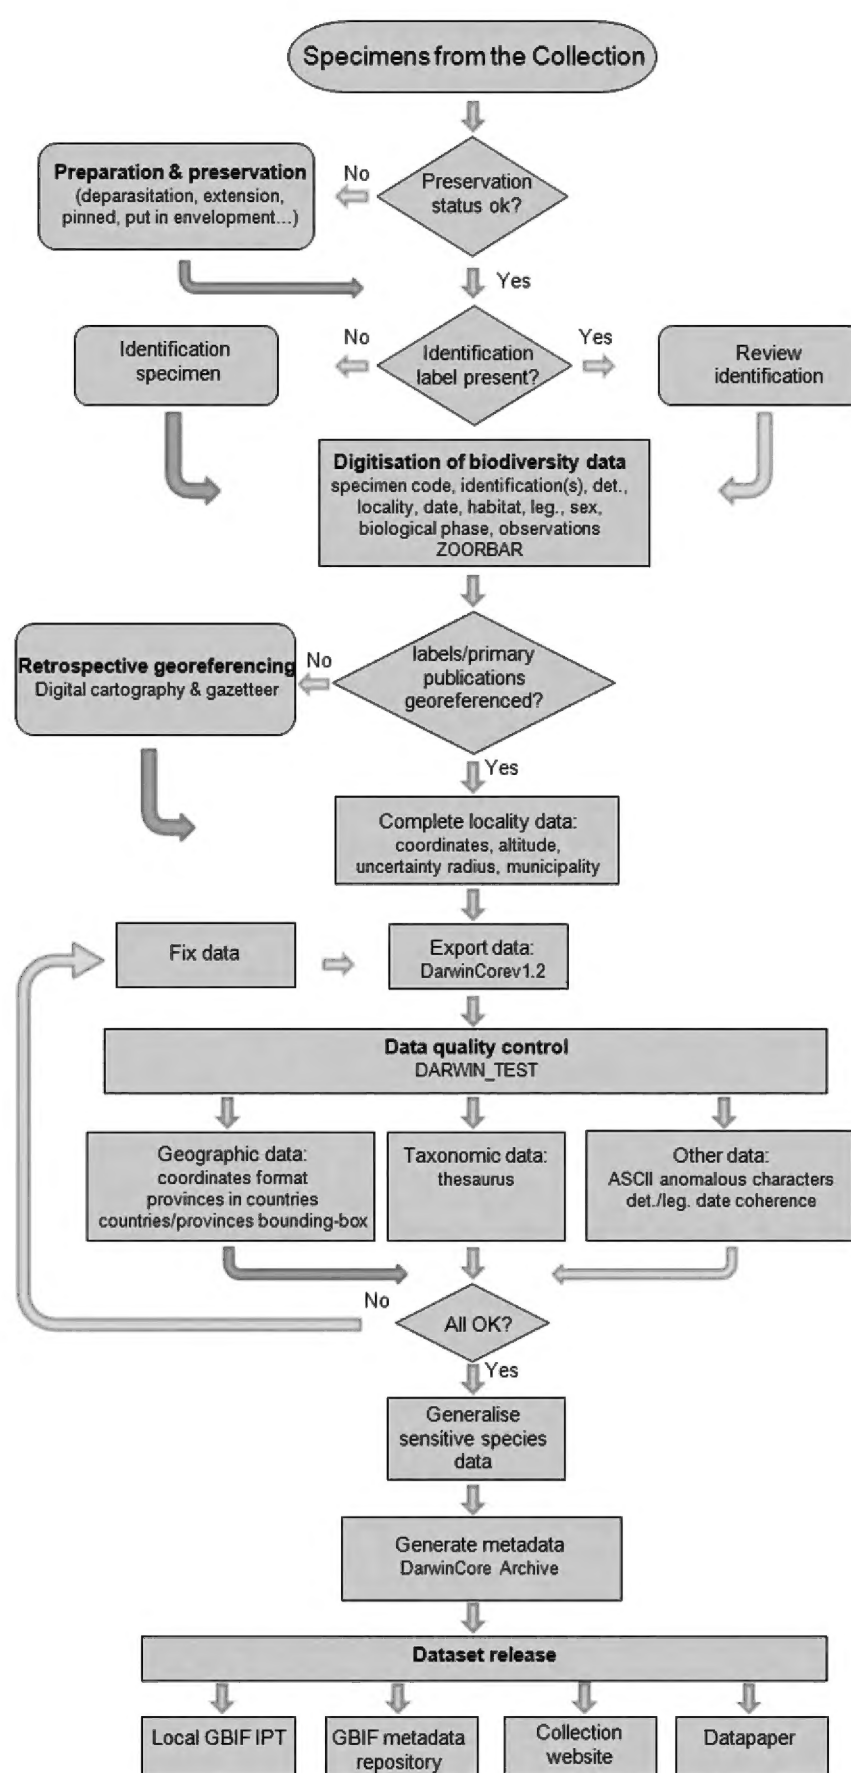 Specimens from the Collection
Preservation
status ok?
No
Preparation & preservation
(deparasitation, extension,
pinned, put in envelopment...)
Yes
Identification
label present?
No
Identification
specimen
Yes
Review
identification
Digitisation of biodiversity data
specimen code, identification(s), det.,
locality, date, habitat, leg., sex,
biological phase, observations
ZOORBAR
labels/primary
publications
georeferenced?
No
Retrospective georeferencing
Digital cartography & gazetteer
Yes
Complete locality data:
coordinates, altitude,
uncertainty radius, municipality
Fix data
Export data:
DarwinCorev1.2
Data quality control
DARWIN_TEST
Geographic data:
coordinates format
provinces in countries
countries/provinces bounding-box
Taxonomic data:
thesaurus
Other data:
ASCII anomalous characters
det./leg. date coherence
No
All OK?
Yes
Generalise
sensitive species
data
Generate metadata
DarwinCore Archive
Dataset release
Local GBIF IPT
GBIF metadata
repository
Collection
website
Datapaper